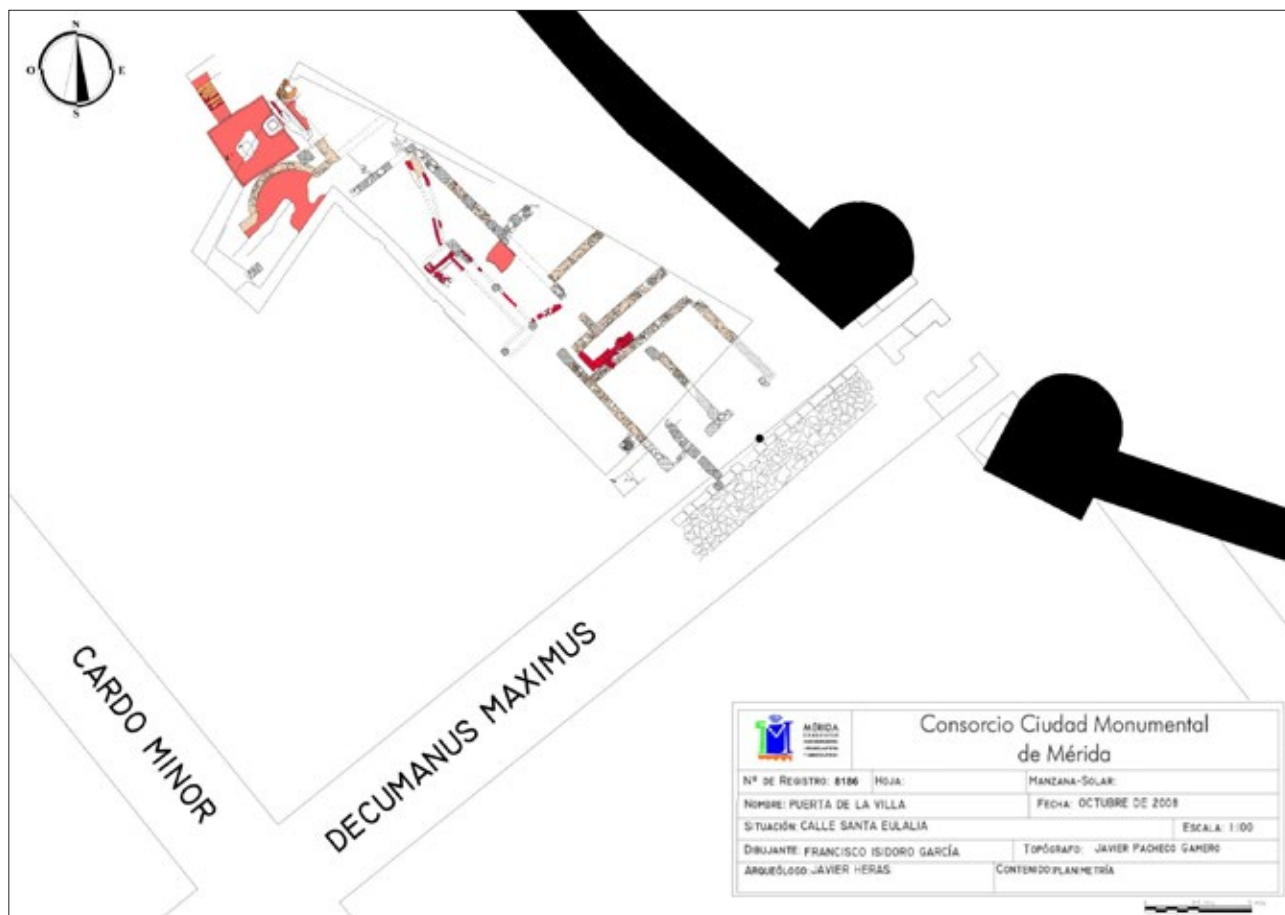 N
O E
S
CARDO MINOR
DECUMANUS MAXIMUS
MÉRIDA
Consorcio Ciudad Monumental
de Mérida
Nº DE REGISTRO: 8186 HOJA: MANZANA-SOLAR:
NOMBRE: PUERTA DE LA VILLA FECHA: OCTUBRE DE 2008
SITUACIÓN: CALLE SANTA EULALIA ESCALA: 1:100
DIBUJANTE: FRANCISCO ISIDORO GARCÍA TOPÓGRAFO: JAVIER PACHECO GAMERO
ARQUEÓLOGO: JAVIER HERAS CONTENIDO: PLANIMETRÍA